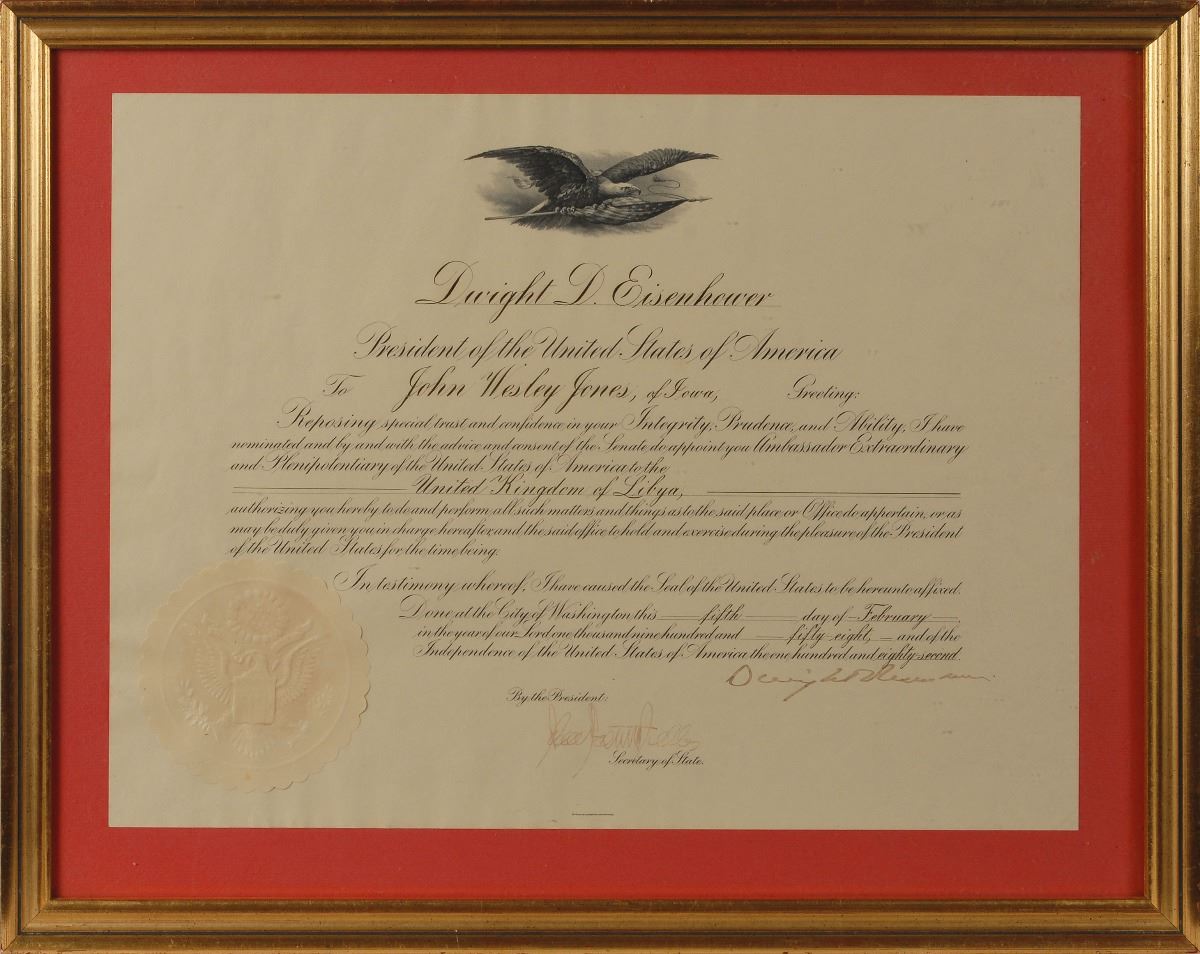 Dwight D. Eisenhower
President of the United States of America
To John Wesley Jones, of Iowa, Greeting:
Reposing special trust and confidence in your Integrity, Prudence, and Ability, I have
nominated and by and with the advice and consent of the Senate do appoint you Ambassador Extraordinary
and Plenipotentiary of the United States of America to the
United Kingdom of Libya,
authorizing you hereby to do and perform all such matters and things as to the said place or Office do appertain, or as
may be duly given you in charge hereafter, and the said office to hold and exercise during the pleasure of the President
of the United States for the time being.
In testimony whereof, I have caused the Seal of the United States to be hereunto affixed.
Done at the City of Washington this fifth day of February,
in the year of our Lord one thousand nine hundred and fifty-eight, and of the
Independence of the United States of America the one hundred and eighty-second.
Dwight D Eisenhower
By the President:
John Foster Dulles
Secretary of State.